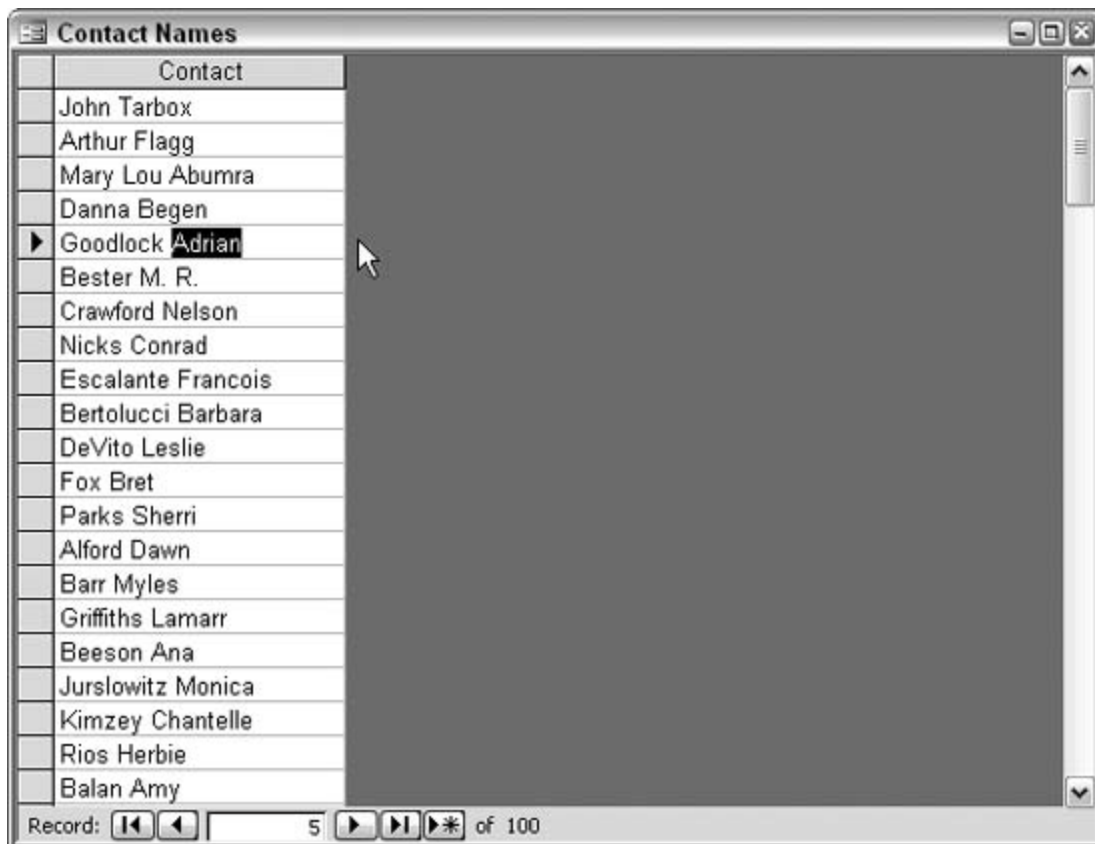 Contact Names
Contact
John Tarbox
Arthur Flagg
Mary Lou Abumra
Danna Begen
Goodlock Adrian
Bester M. R.
Crawford Nelson
Nicks Conrad
Escalante Francois
Bertolucci Barbara
DeVito Leslie
Fox Bret
Parks Sherri
Alford Dawn
Barr Myles
Griffiths Lamarr
Beeson Ana
Jurslowitz Monica
Kimzey Chantelle
Rios Herbie
Balan Amy
Record: 5 of 100